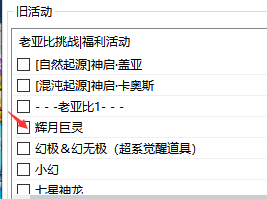 旧活动
老亚比挑战|福利活动
[自然起源]神启·盖亚
[混沌起源]神启·卡奥斯
- - -老亚比1- - -
辉月巨灵
幻极＆幻无极（超系觉醒道具）
小幻
七星神龙